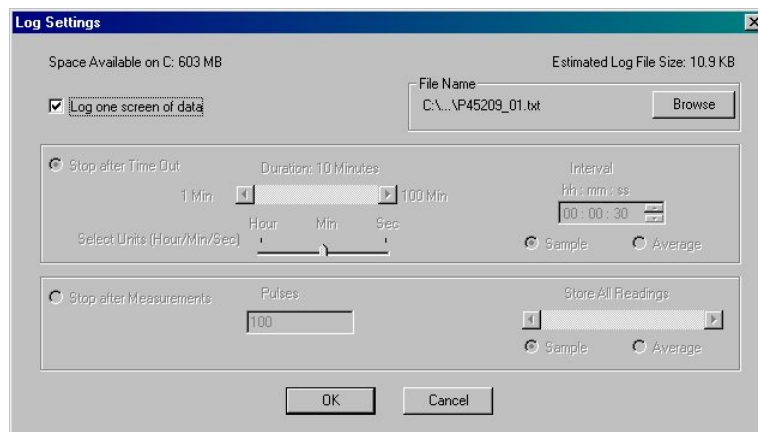 Log Settings
Space Available on C: 603 MB
Estimated Log File Size: 10.9 KB
Log one screen of data
File Name
C:\...\P45209_01.txt
Browse
Stop after Time Out
Duration: 10 Minutes
Interval
1 Min
100 Min
hh : mm : ss
00 : 00 : 30
Hour Min Sec
Select Units (Hour/Min/Sec)
Sample
Average
Stop after Measurements
Pulses
Store All Readings
100
Sample
Average
OK
Cancel